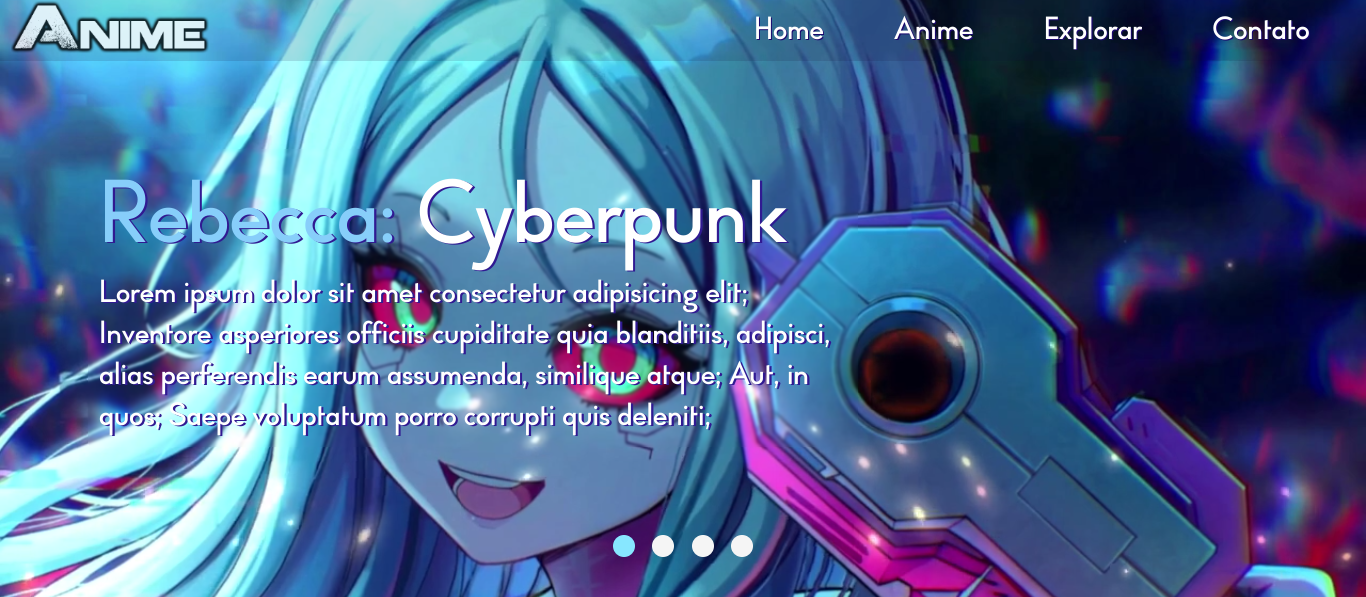 ANIME
Home Anime Explorar Contato
Rebecca: Cyberpunk
Lorem ipsum dolor sit amet consectetur adipisicing elit;
Inventore asperiores officiis cupiditate quia blanditiis, adipisci,
alias perferendis earum assumenda, similique atque; Aut, in
quos; Saepe voluptatum porro corrupti quis deleniti;